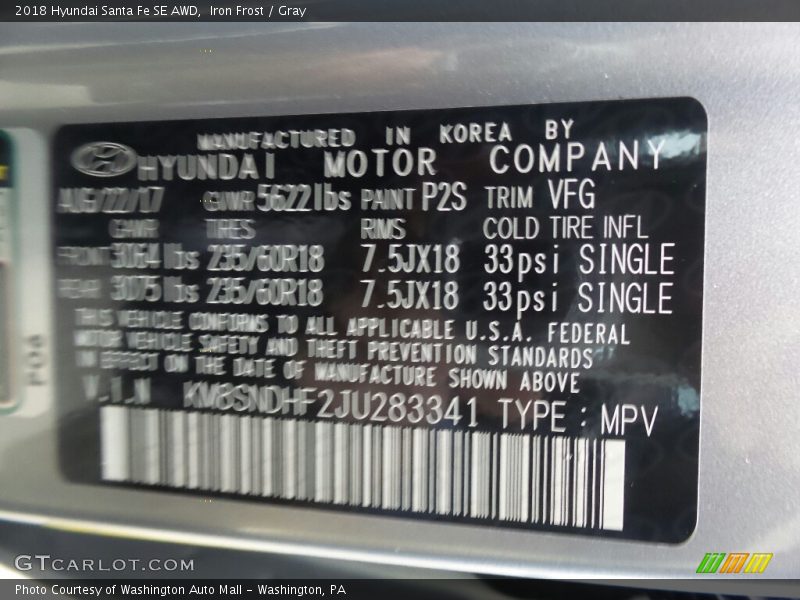 2018 Hyundai Santa Fe SE AWD, Iron Frost / Gray
MANUFACTURED IN KOREA BY
HYUNDAI MOTOR COMPANY
AUG/22/17 GVWR 5622lbs PAINT P2S TRIM VFG
GAWR TIRES RIMS COLD TIRE INFL
FRONT 3064 lbs 235/60R18 7.5JX18 33psi SINGLE
REAR 3075 lbs 235/60R18 7.5JX18 33psi SINGLE
THIS VEHICLE CONFORMS TO ALL APPLICABLE U.S.A. FEDERAL
MOTOR VEHICLE SAFETY AND THEFT PREVENTION STANDARDS
IN EFFECT ON THE DATE OF MANUFACTURE SHOWN ABOVE
V.I.N KM8SNDHF2JU283341 TYPE : MPV
GTCARLOT.COM
Photo Courtesy of Washington Auto Mall - Washington, PA